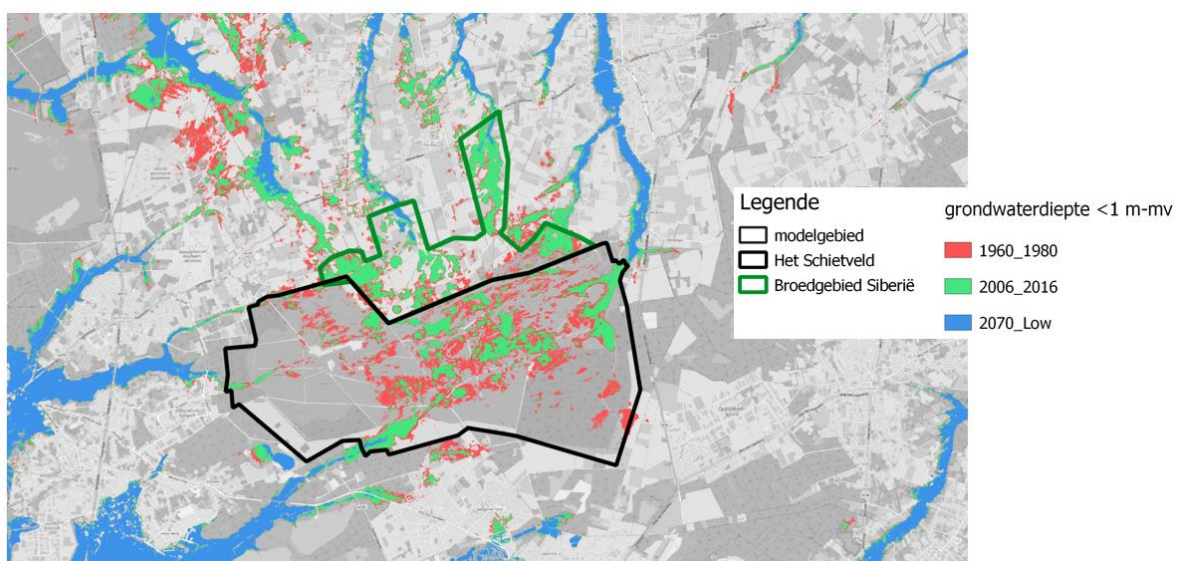 Legende
modelgebied
Het Schietveld
Broedgebied Siberië
grondwaterdiepte <1 m-mv
1960_1980
2006_2016
2070_Low